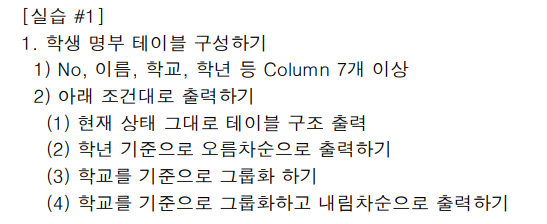 [실습 #1]
1. 학생 명부 테이블 구성하기
1) No, 이름, 학교, 학년 등 Column 7개 이상
2) 아래 조건대로 출력하기
(1) 현재 상태 그대로 테이블 구조 출력
(2) 학년 기준으로 오름차순으로 출력하기
(3) 학교를 기준으로 그룹화 하기
(4) 학교를 기준으로 그룹화하고 내림차순으로 출력하기